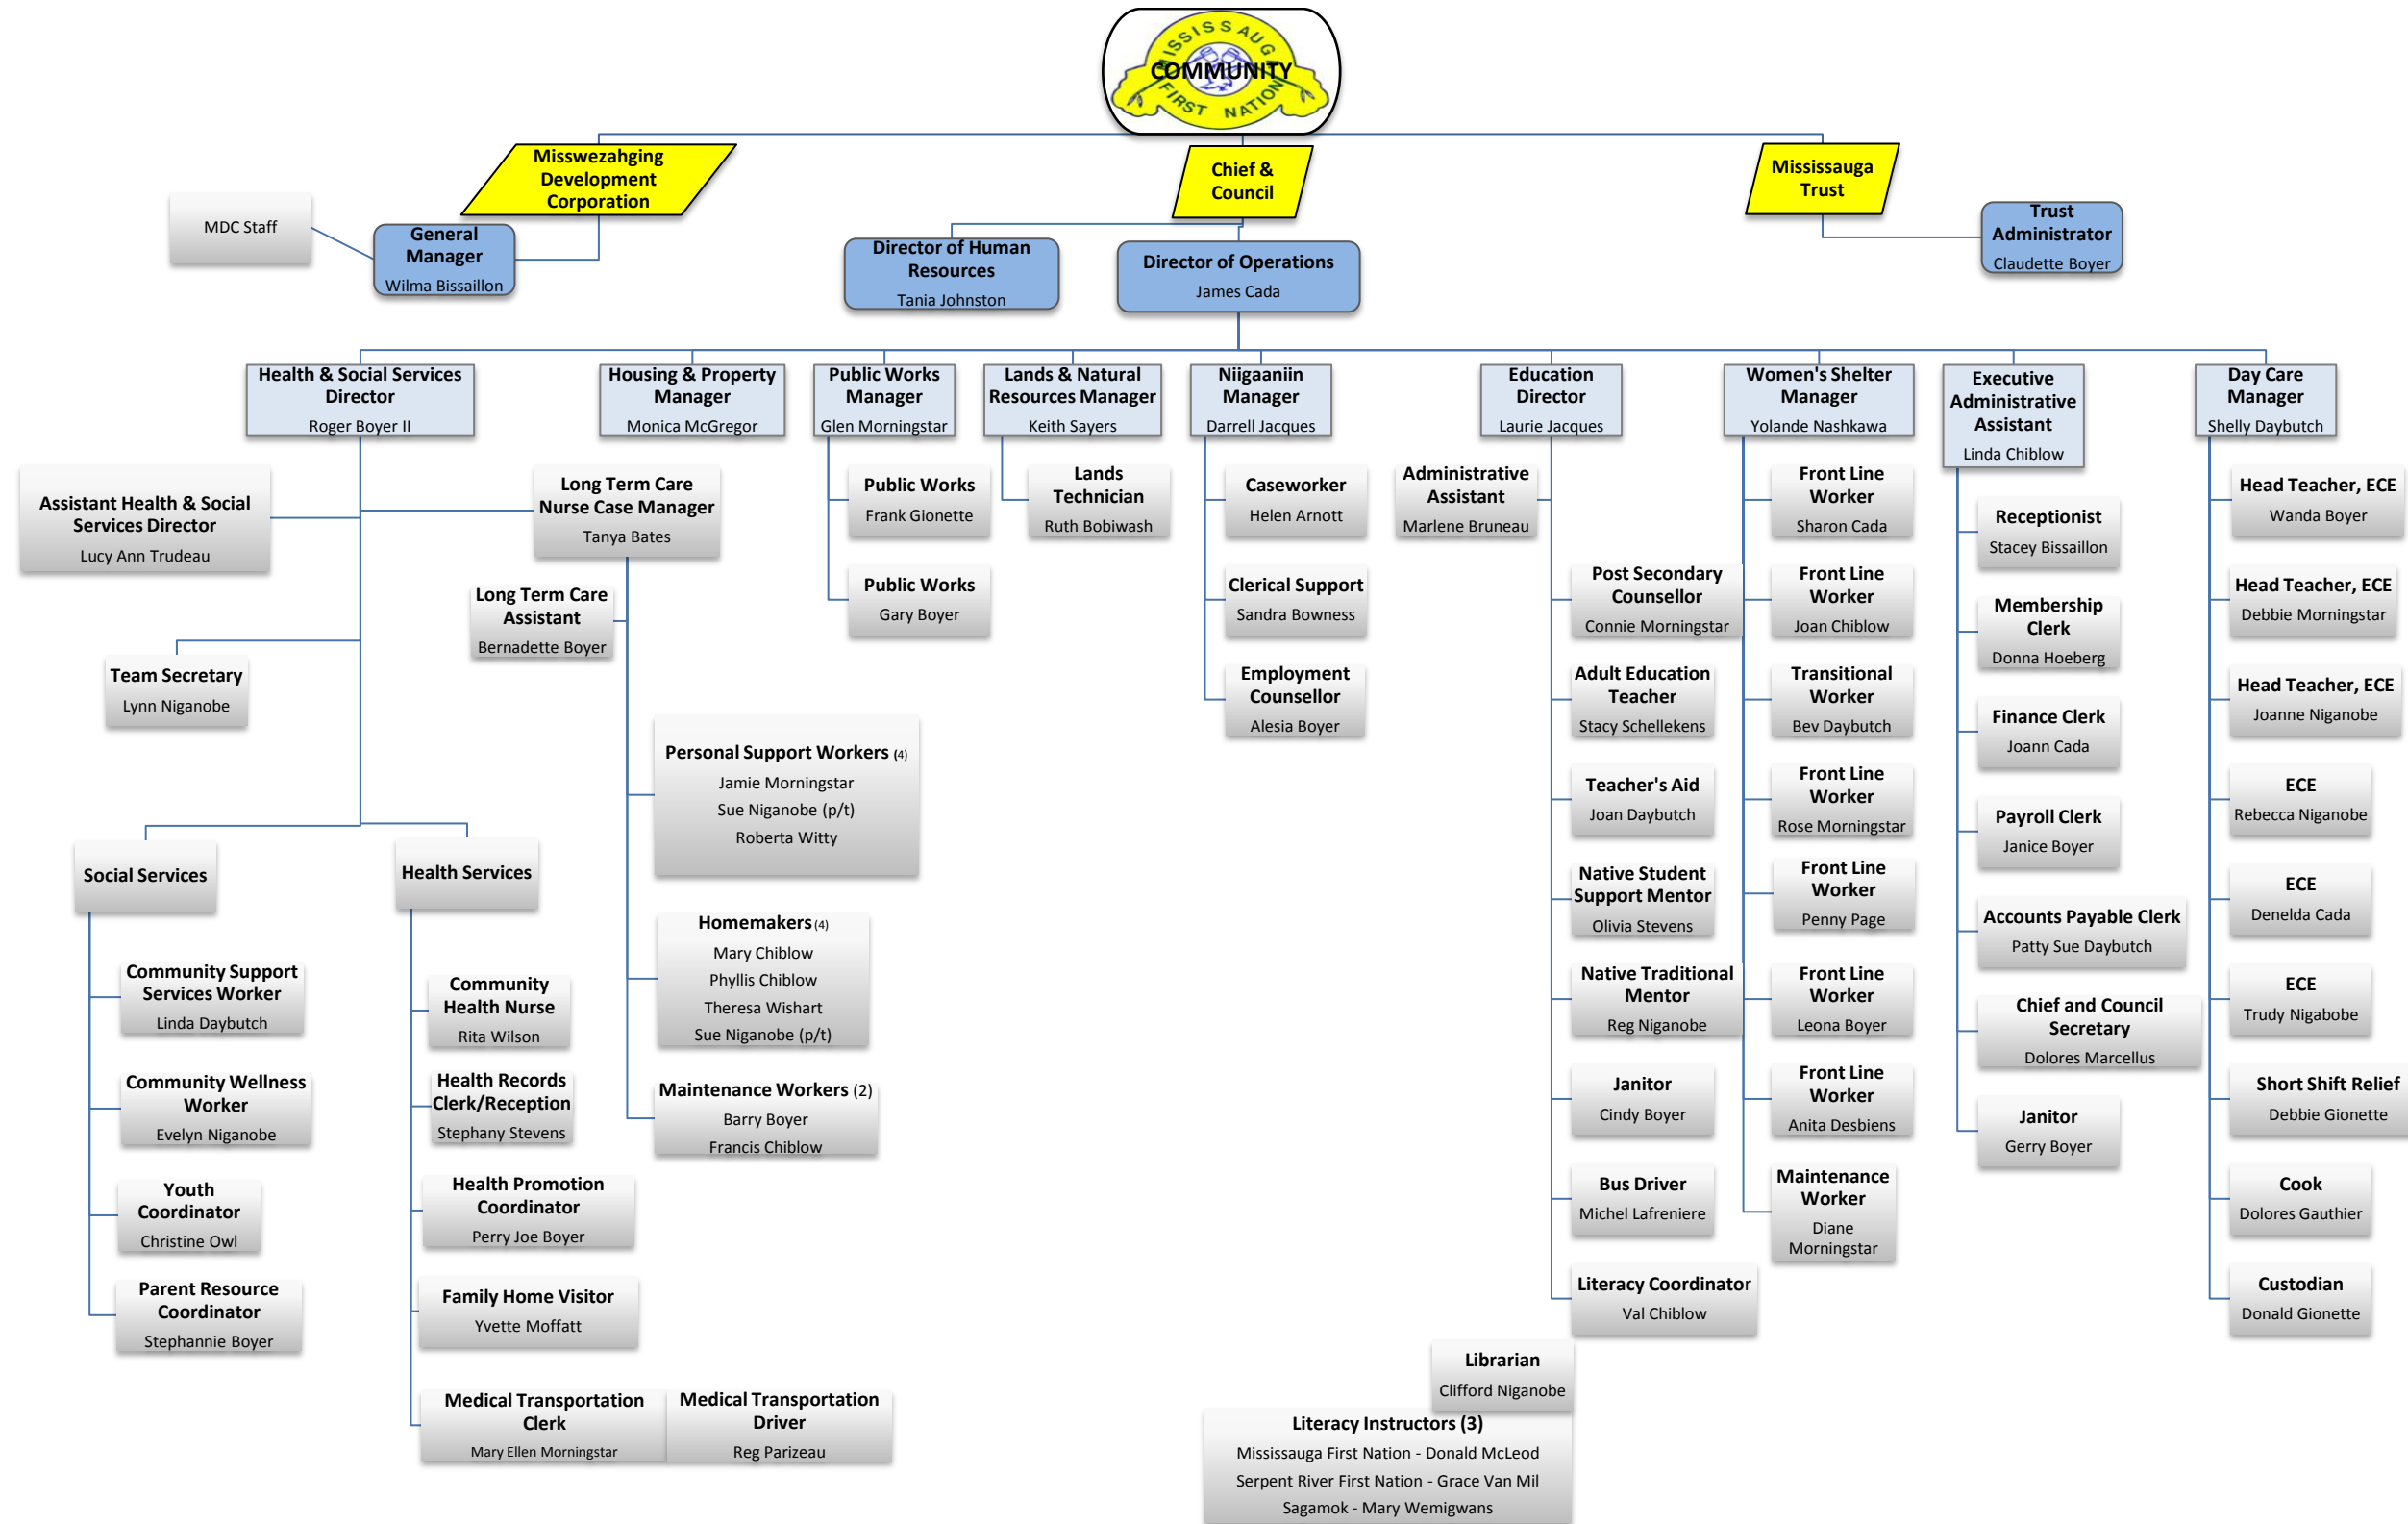 MISSISSAUGI
COMMUNITY
FIRST NATION
Misswezahging
Development
Corporation
Chief &
Council
Mississauga
Trust
MDC Staff
General
Manager
Wilma Bissaillon
Director of Human
Resources
Tania Johnston
Director of Operations
James Cada
Trust
Administrator
Claudette Boyer
Health & Social Services
Director
Roger Boyer II
Housing & Property
Manager
Monica McGregor
Public Works
Manager
Glen Morningstar
Lands & Natural
Resources Manager
Keith Sayers
Niigaaniin
Manager
Darrell Jacques
Education
Director
Laurie Jacques
Women's Shelter
Manager
Yolande Nashkawa
Executive
Administrative
Assistant
Linda Chiblow
Day Care
Manager
Shelly Daybutch
Assistant Health & Social
Services Director
Lucy Ann Trudeau
Long Term Care
Nurse Case Manager
Tanya Bates
Long Term Care
Assistant
Bernadette Boyer
Team Secretary
Lynn Niganobe
Personal Support Workers (4)
Jamie Morningstar
Sue Niganobe (p/t)
Roberta Witty
Homemakers (4)
Mary Chiblow
Phyllis Chiblow
Theresa Wishart
Sue Niganobe (p/t)
Maintenance Workers (2)
Barry Boyer
Francis Chiblow
Social Services
Community Support
Services Worker
Linda Daybutch
Community Wellness
Worker
Evelyn Niganobe
Youth
Coordinator
Christine Owl
Parent Resource
Coordinator
Stephannie Boyer
Health Services
Community
Health Nurse
Rita Wilson
Health Records
Clerk/Reception
Stephany Stevens
Health Promotion
Coordinator
Perry Joe Boyer
Family Home Visitor
Yvette Moffatt
Medical Transportation
Clerk
Mary Ellen Morningstar
Medical Transportation
Driver
Reg Parizeau
Public Works
Frank Gionette
Public Works
Gary Boyer
Lands
Technician
Ruth Bobiwash
Caseworker
Helen Arnott
Clerical Support
Sandra Bowness
Employment
Counsellor
Alesia Boyer
Administrative
Assistant
Marlene Bruneau
Post Secondary
Counsellor
Connie Morningstar
Adult Education
Teacher
Stacy Schellekens
Teacher's Aid
Joan Daybutch
Native Student
Support Mentor
Olivia Stevens
Native Traditional
Mentor
Reg Niganobe
Janitor
Cindy Boyer
Bus Driver
Michel Lafreniere
Literacy Coordinator
Val Chiblow
Librarian
Clifford Niganobe
Literacy Instructors (3)
Mississauga First Nation - Donald McLeod
Serpent River First Nation - Grace Van Mil
Sagamok - Mary Wemigwans
Front Line
Worker
Sharon Cada
Front Line
Worker
Joan Chiblow
Transitional
Worker
Bev Daybutch
Front Line
Worker
Rose Morningstar
Front Line
Worker
Penny Page
Front Line
Worker
Leona Boyer
Front Line
Worker
Anita Desbiens
Maintenance
Worker
Diane
Morningstar
Receptionist
Stacey Bissaillon
Membership
Clerk
Donna Hoeberg
Finance Clerk
Joann Cada
Payroll Clerk
Janice Boyer
Accounts Payable Clerk
Patty Sue Daybutch
Chief and Council
Secretary
Dolores Marcellus
Janitor
Gerry Boyer
Head Teacher, ECE
Wanda Boyer
Head Teacher, ECE
Debbie Morningstar
Head Teacher, ECE
Joanne Niganobe
ECE
Rebecca Niganobe
ECE
Denelda Cada
ECE
Trudy Nigabobe
Short Shift Relief
Debbie Gionette
Cook
Dolores Gauthier
Custodian
Donald Gionette